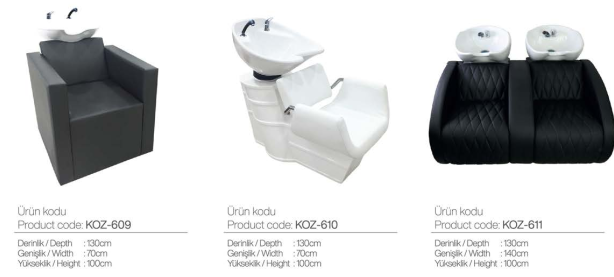 Ürün kodu
Product code: KOZ-609
Derinlik / Depth : 130cm
Genişlik / Width : 70cm
Yükseklik / Height : 100cm
Ürün kodu
Product code: KOZ-610
Derinlik / Depth : 130cm
Genişlik / Width : 70cm
Yükseklik / Height : 100cm
Ürün kodu
Product code: KOZ-611
Derinlik / Depth : 130cm
Genişlik / Width : 140cm
Yükseklik / Height : 100cm